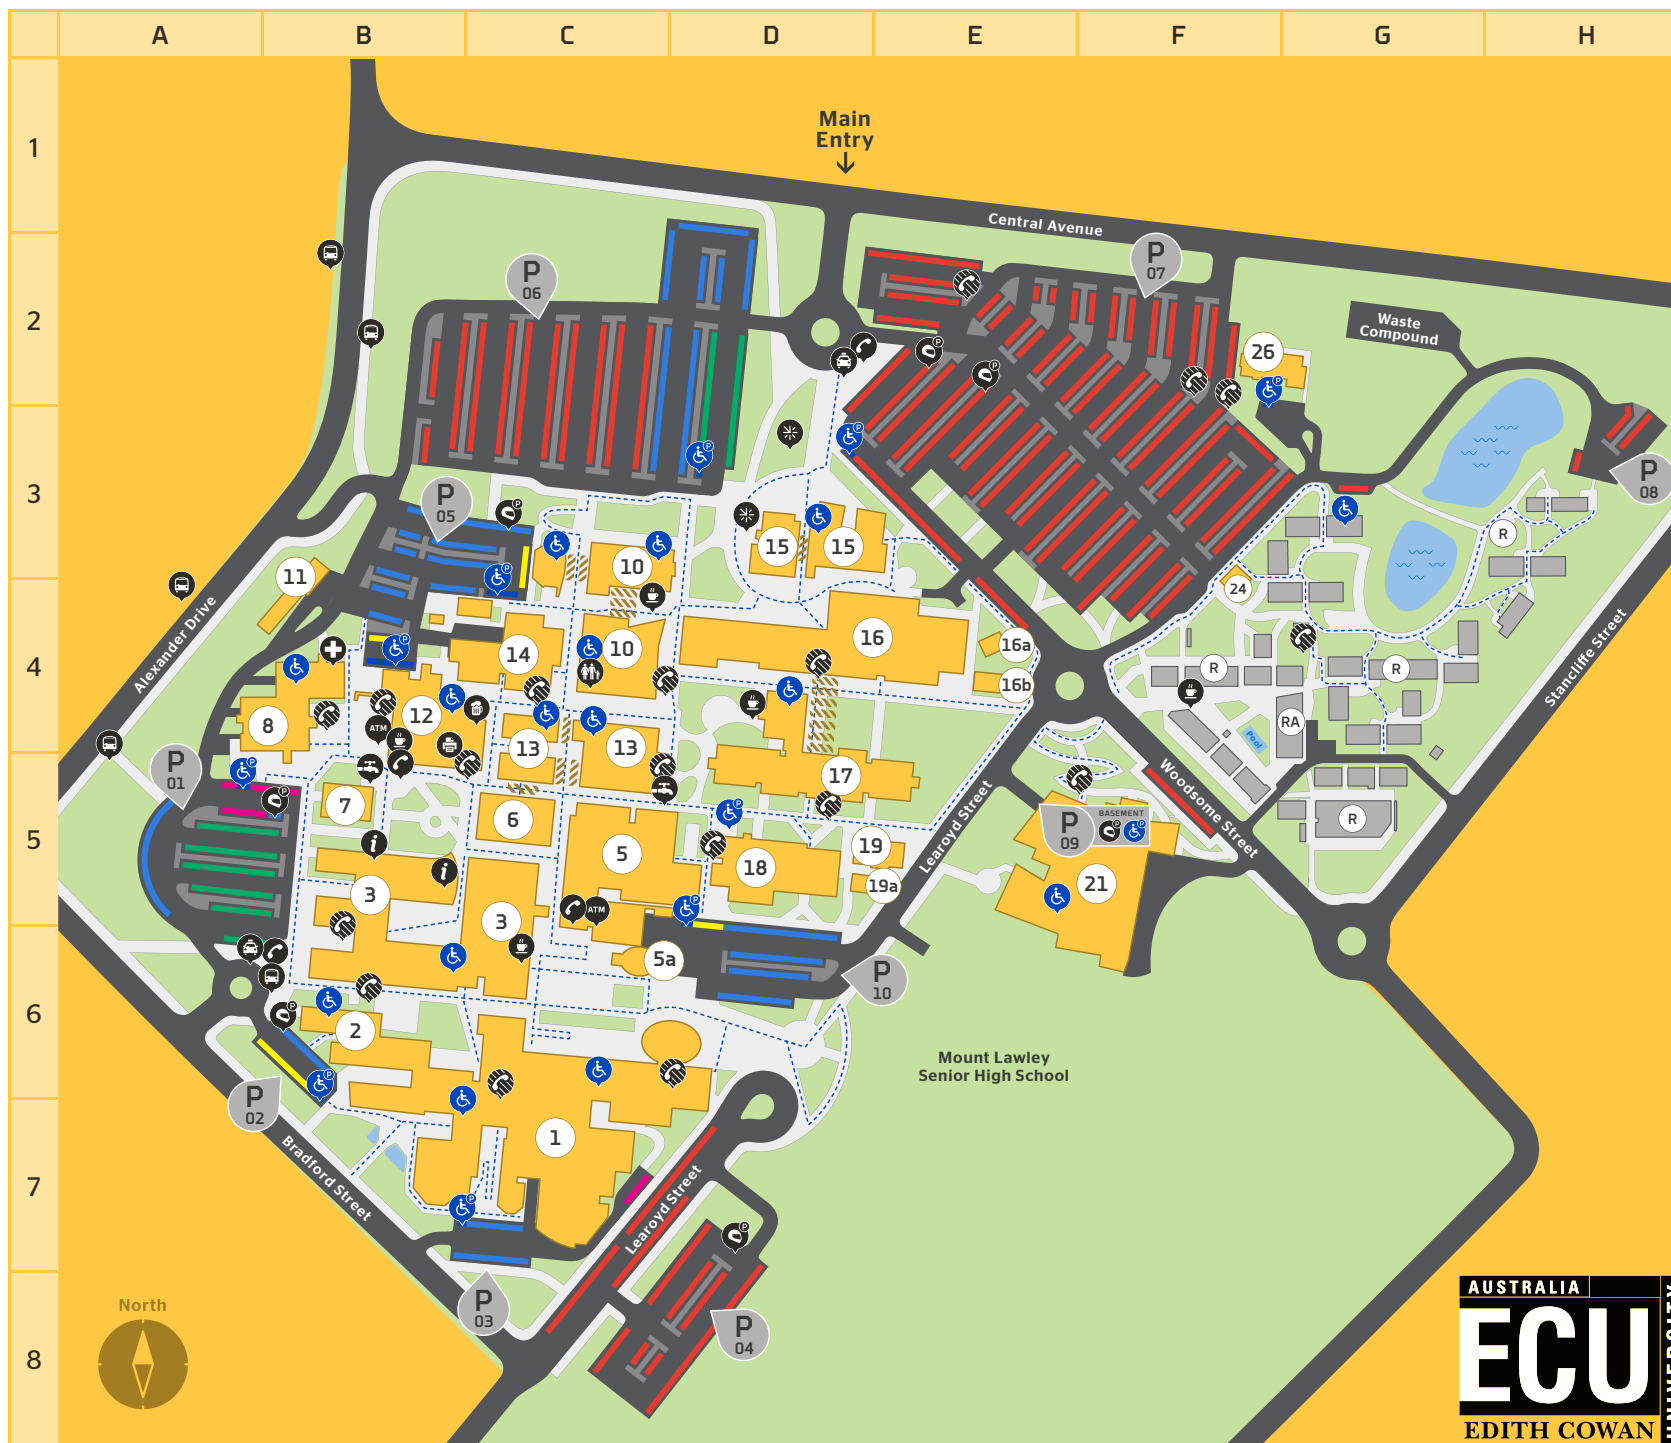 A B C D E F G H
1
Main
Entry
Central Avenue
2
P
06
P
07
26
Waste
Compound
3
P
05
P
08
15
15
10
R
11
24
4
Alexander Drive
14
10
16
16a
16b
R
R
Stancliffe Street
8
12
ATM
13
13
RA
Pool
P
01
17
Woodsome Street
5
7
6
5
18
19
19a
Learoyd Street
P
09
BASEMENT
21
R
3
3
ATM
5a
P
10
6
2
Mount Lawley
Senior High School
P
02
1
7
Bradford Street
Learoyd Street
P
03
P
04
8
North
AUSTRALIA
ECU
EDITH COWAN